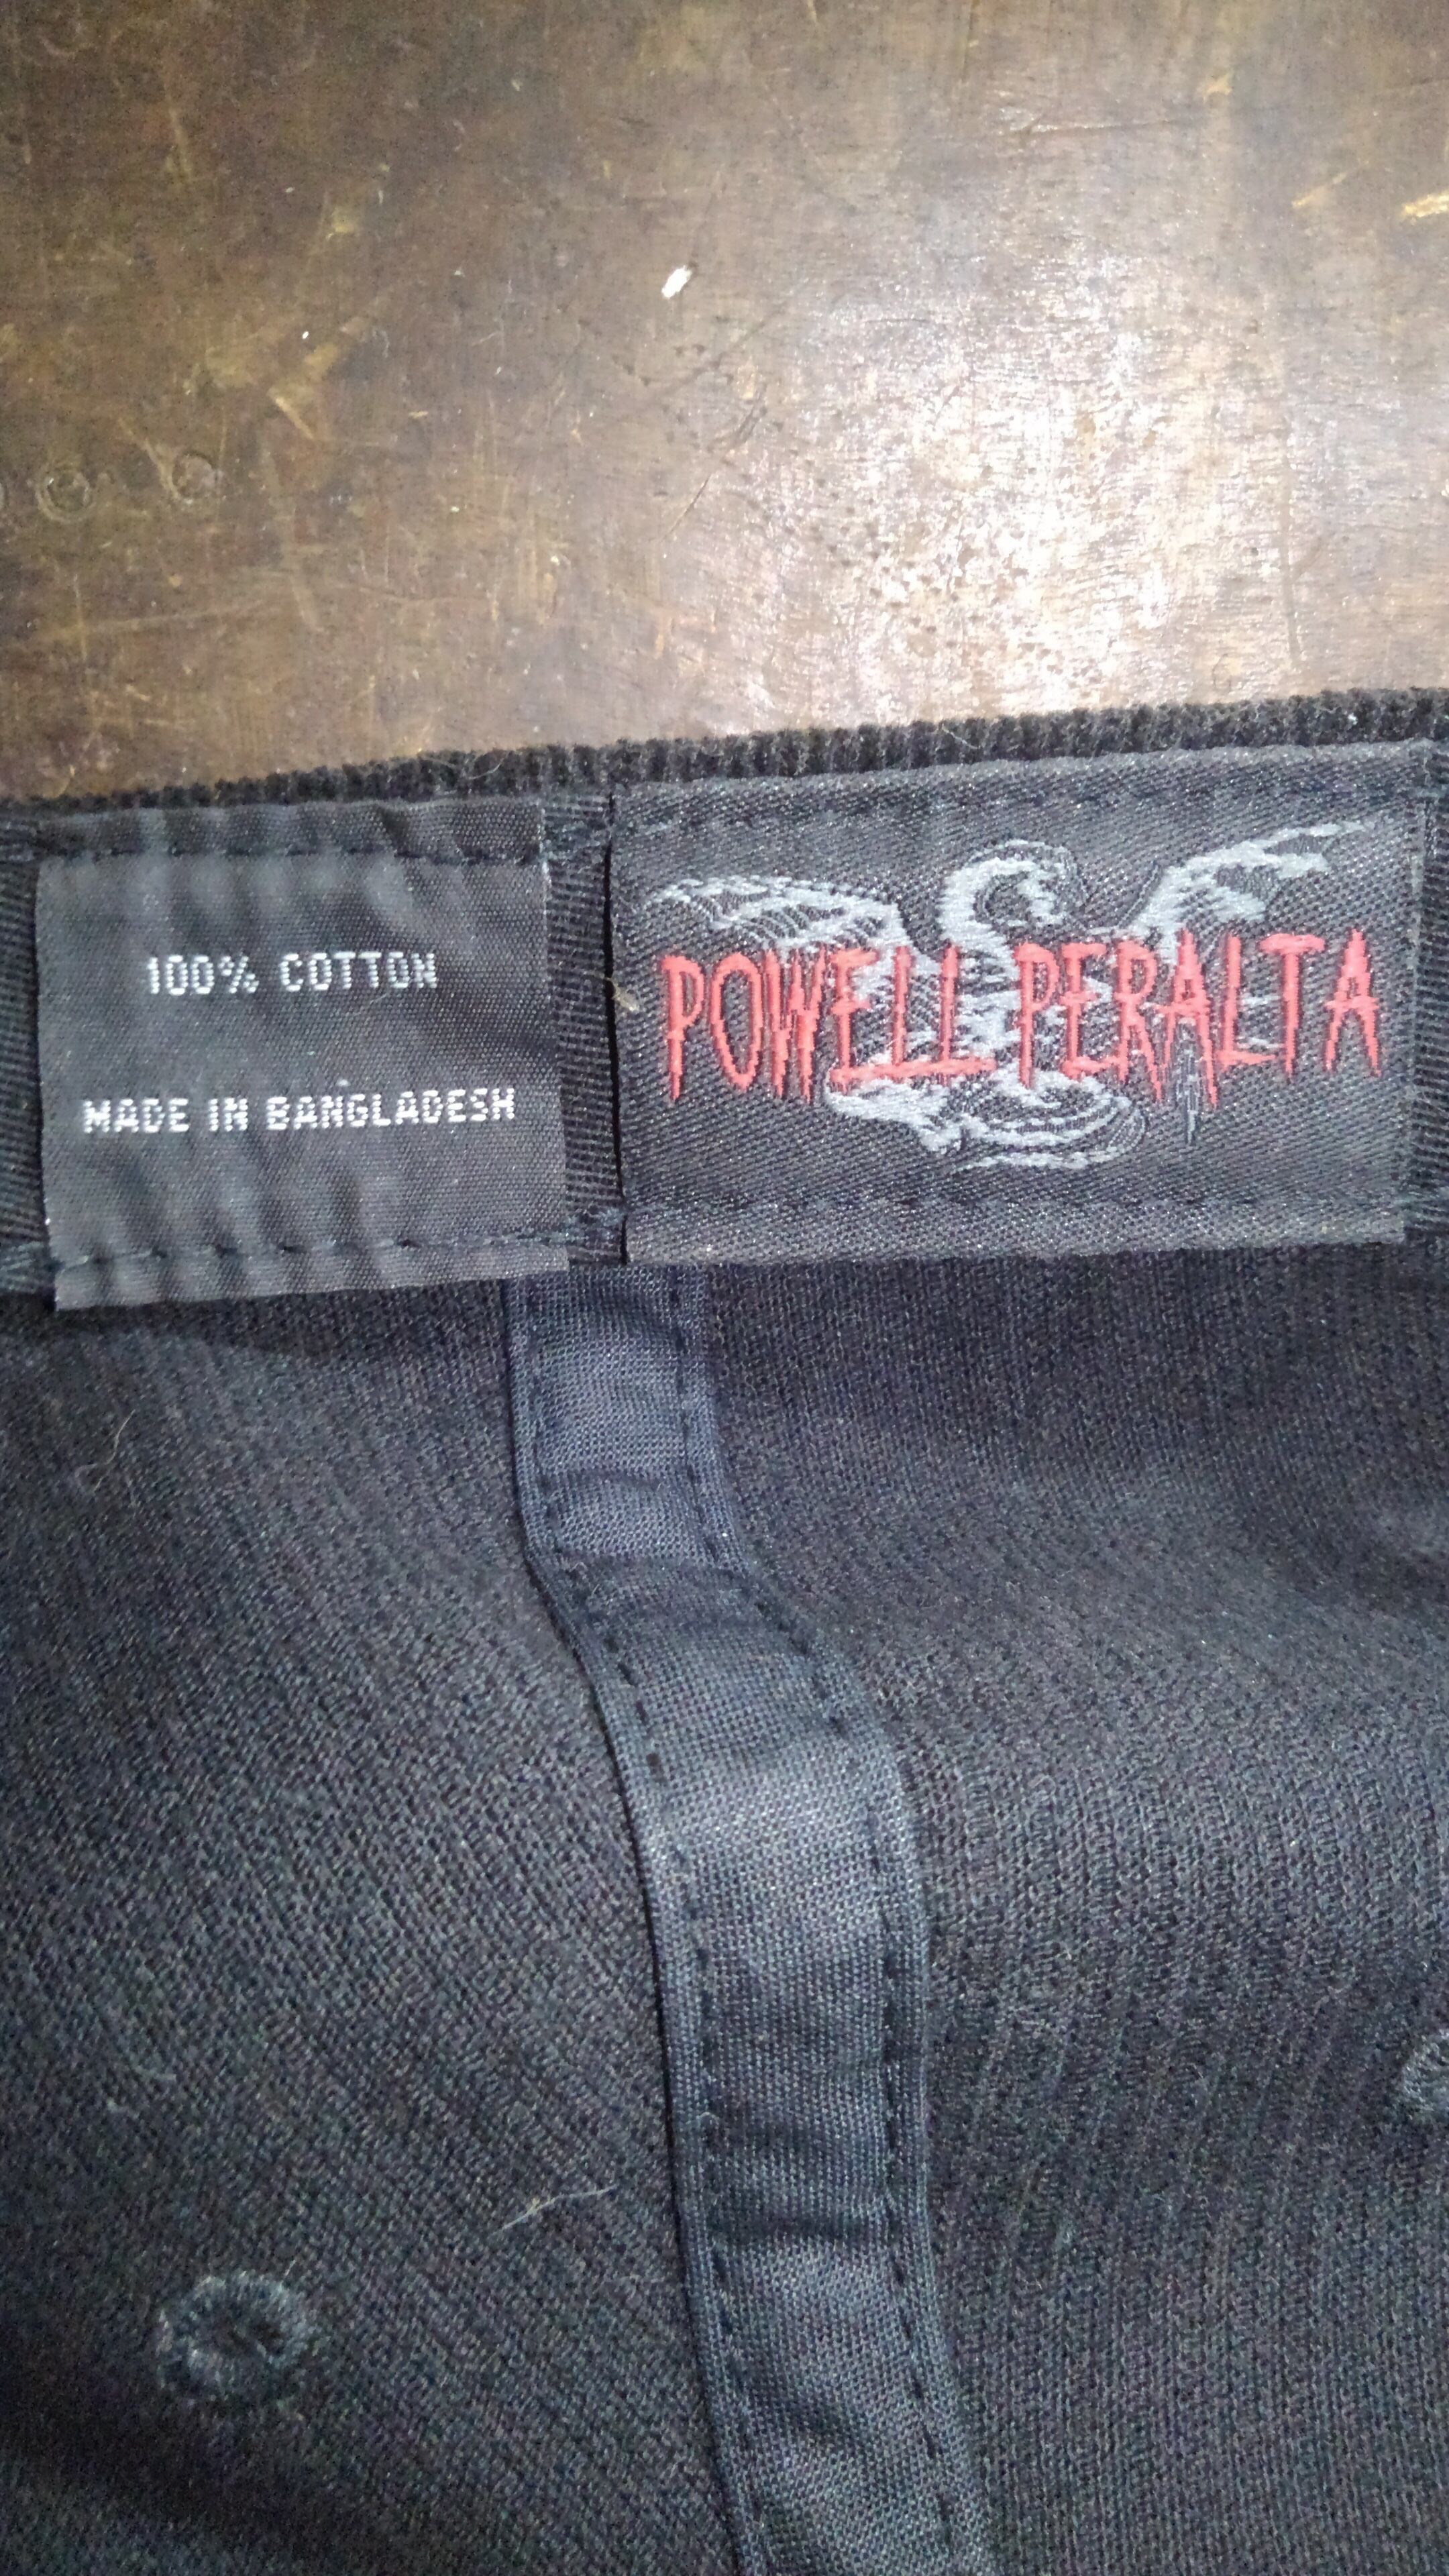 100% COTTON
MADE IN BANGLADESH
POWELL PERALTA